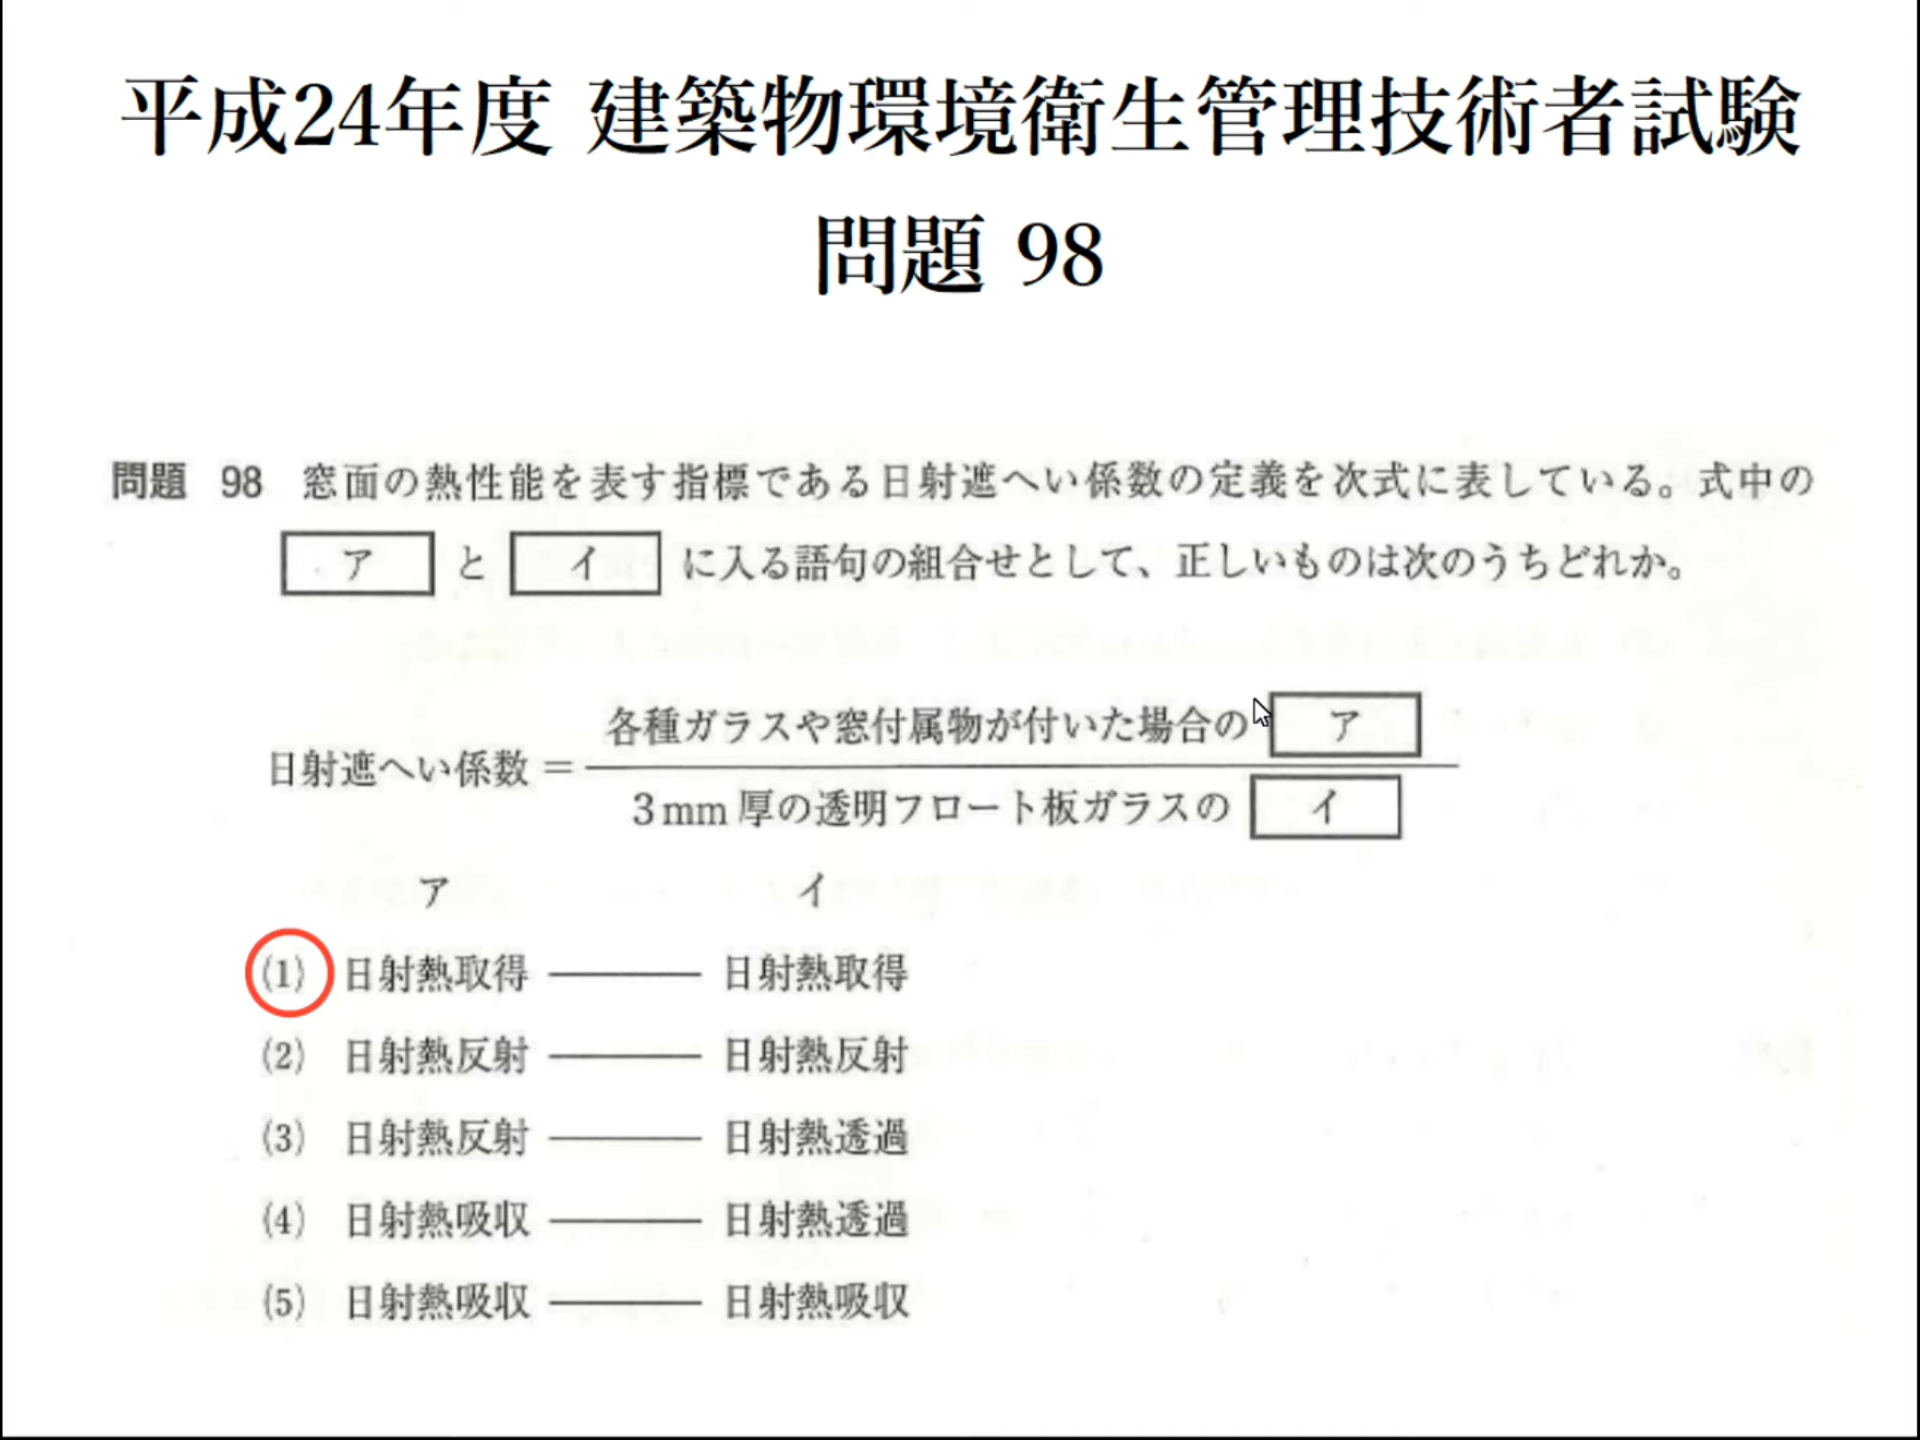 平成24年度 建築物環境衛生管理技術者試験
問題 98
問題 98 窓面の熱性能を表す指標である日射遮へい係数の定義を次式に表している。式中の
ア と イ に入る語句の組合せとして、正しいものは次のうちどれか。
各種ガラスや窓付属物が付いた場合の ア
日射遮へい係数 =
3mm 厚の透明フロート板ガラスの イ
ア イ
(1) 日射熱取得 ――― 日射熱取得
(2) 日射熱反射 ――― 日射熱反射
(3) 日射熱反射 ――― 日射熱透過
(4) 日射熱吸収 ――― 日射熱透過
(5) 日射熱吸収 ――― 日射熱吸収